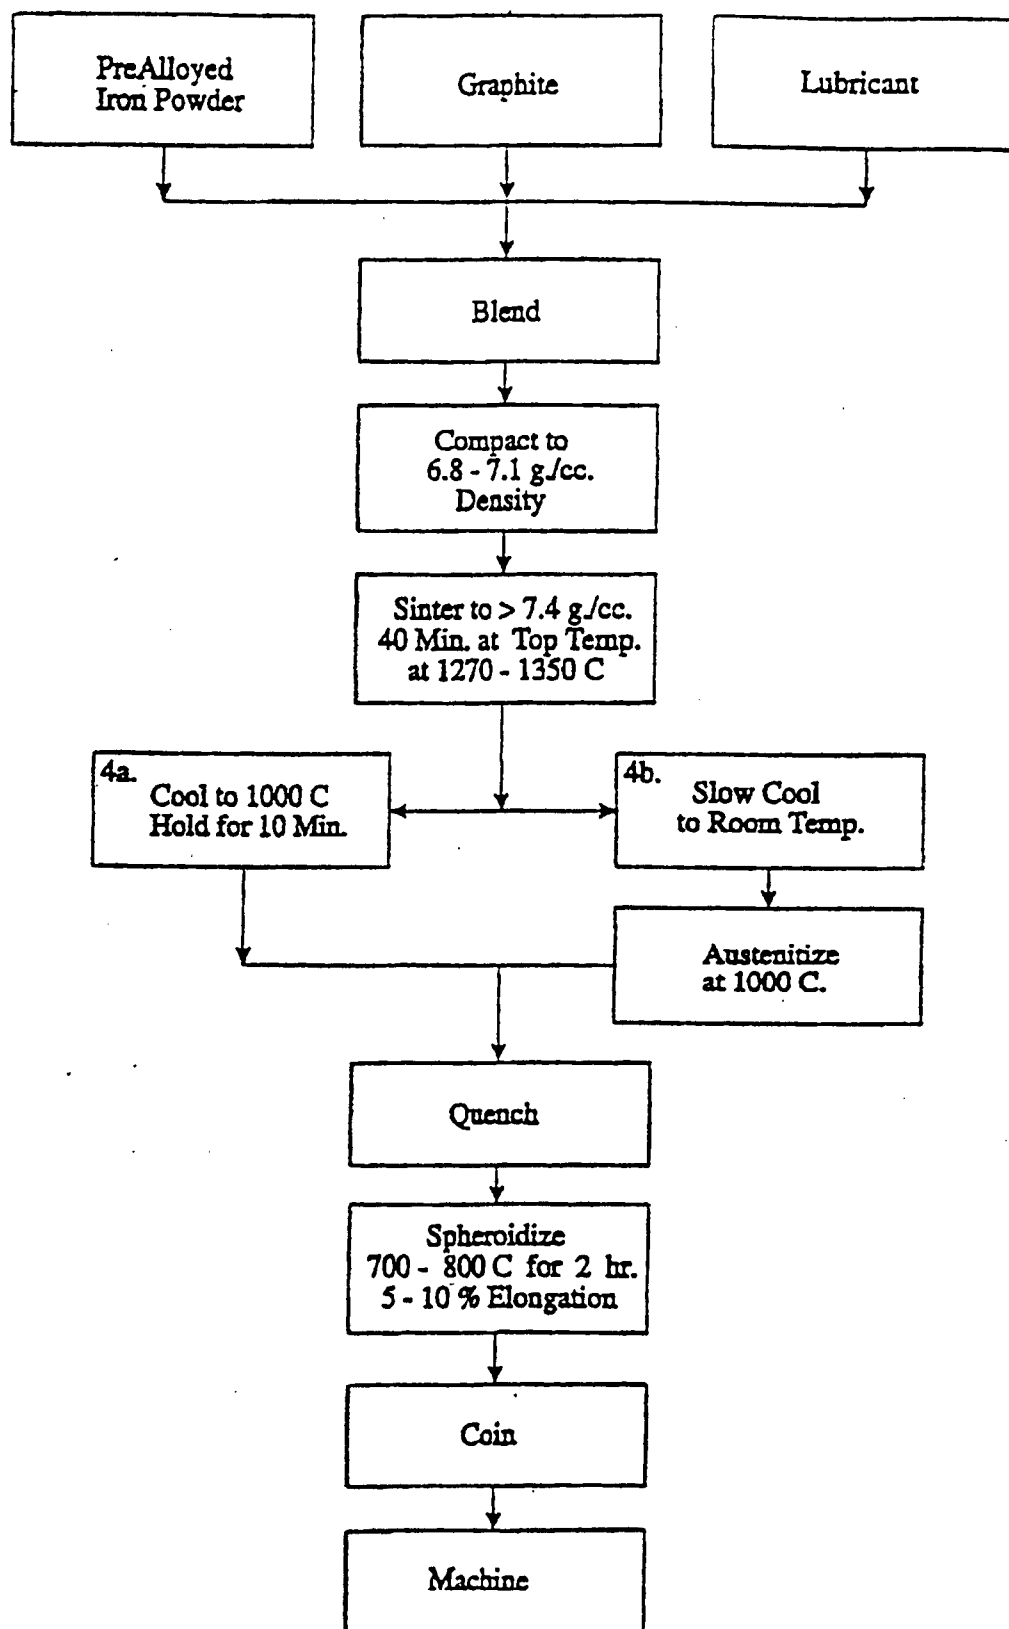 PreAlloyed
Iron Powder
Graphite
Lubricant
Blend
Compact to
6.8 - 7.1 g./cc.
Density
Sinter to > 7.4 g./cc.
40 Min. at Top Temp.
at 1270 - 1350 C
4a.
Cool to 1000 C
Hold for 10 Min.
4b.
Slow Cool
to Room Temp.
Austenitize
at 1000 C.
Quench
Spheroidize
700 - 800 C for 2 hr.
5 - 10 % Elongation
Coin
Machine